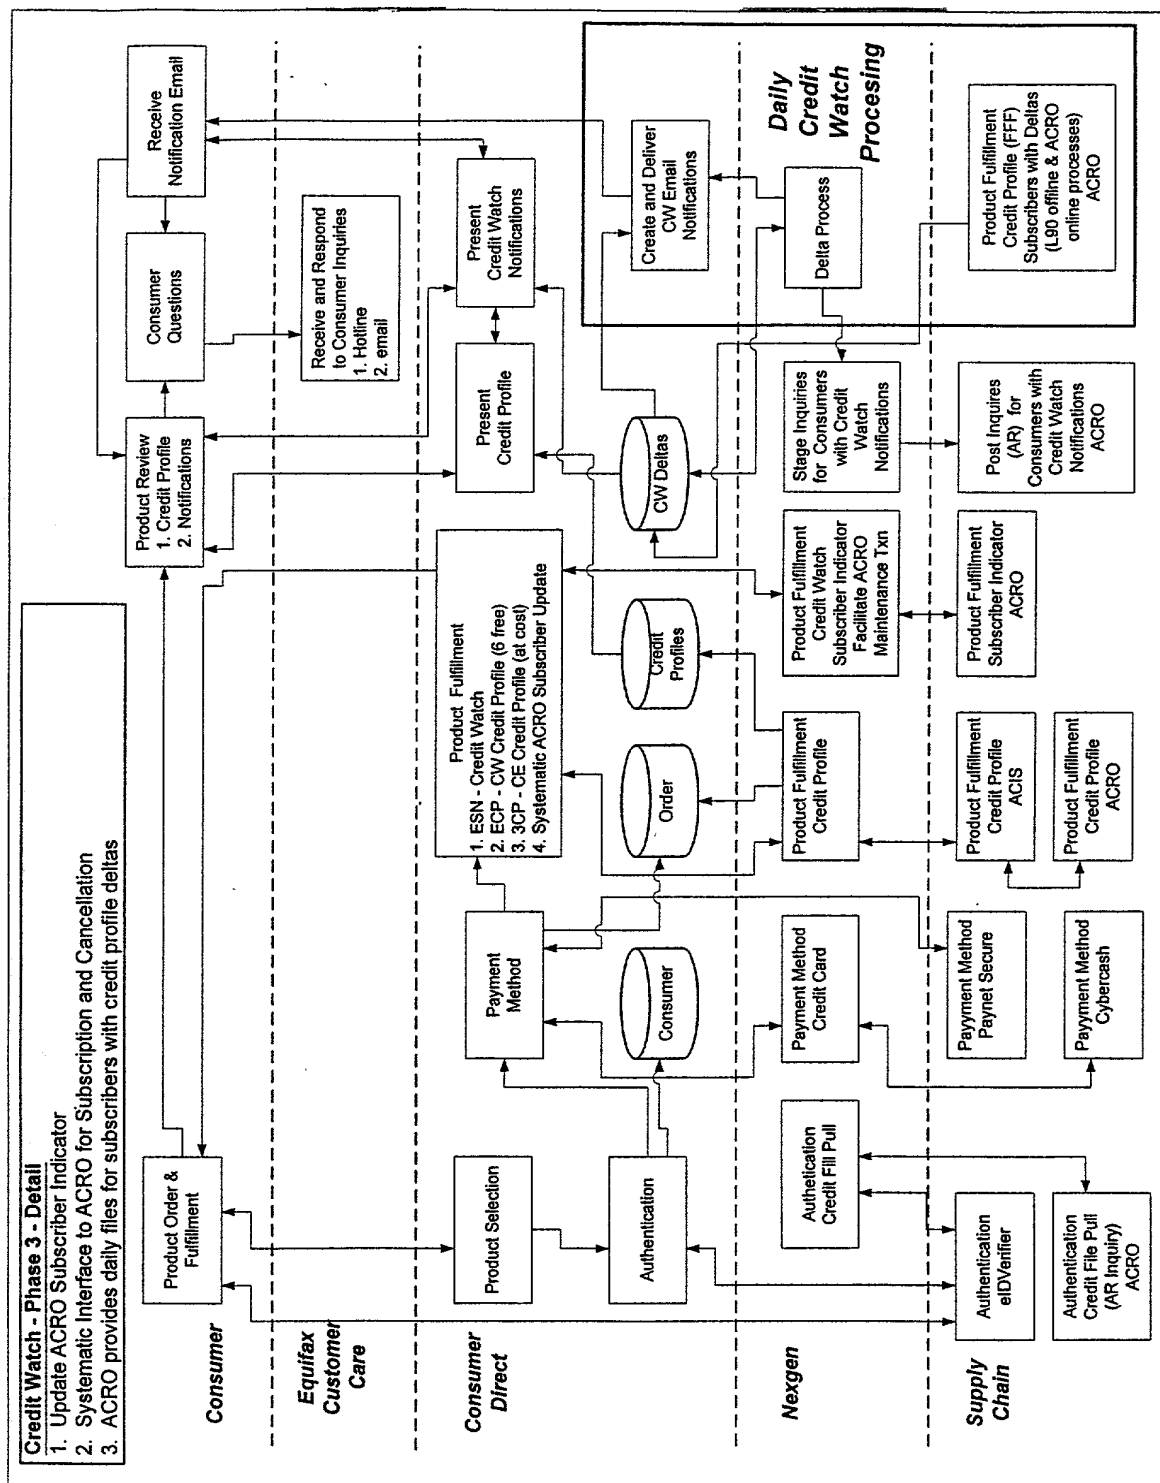 Credit Watch - Phase 3 - Detail
1. Update ACRO Subscriber Indicator
2. Systematic Interface to ACRO for Subscription and Cancellation
3. ACRO provides daily files for subscribers with credit profile deltas
Consumer
Product Order &
Fulfillment
Product Review
1. Credit Profile
2. Notifications
Consumer
Questions
Receive
Notification Email
Equifax
Customer
Care
Receive and Respond
to Consumer Inquiries
1. Hotline
2. email
Consumer
Direct
Product Selection
Authentication
Payment
Method
Consumer
Product Fulfillment
1. ESN - Credit Watch
2. ECP - CW Credit Profile (6 free)
3. 3CP - CE Credit Profile (at cost)
4. Systematic ACRO Subscriber Update
Order
Credit
Profiles
Present
Credit Profile
Present
Credit Watch
Notifications
CW Deltas
Create and Deliver
CW Email
Notifications
Daily
Credit
Watch
Procesing
Nexgen
Authetication
Credit Fill Pull
Payment Method
Credit Card
Product Fulfillment
Credit Profile
Product Fulfillment
Credit Watch
Subscriber Indicator
Facilitate ACRO
Maintenance Txn
Stage Inquiries
for Consumers
with Credit
Watch
Notifications
Delta Process
Supply
Chain
Authentication
eIDVerifier
Authentication
Credit File Pull
(AR Inquiry)
ACRO
Payyment Method
Paynet Secure
Payyment Method
Cybercash
Product Fulfillment
Credit Profile
ACIS
Product Fulfillment
Credit Profile
ACRO
Product Fulfillment
Subscriber Indicator
ACRO
Post Inquires
(AR) for
Consumers with
Credit Watch
Notifications
ACRO
Product Fulfillment
Credit Profile (FFF)
Subscribers with Deltas
(L90 offline & ACRO
online processes)
ACRO